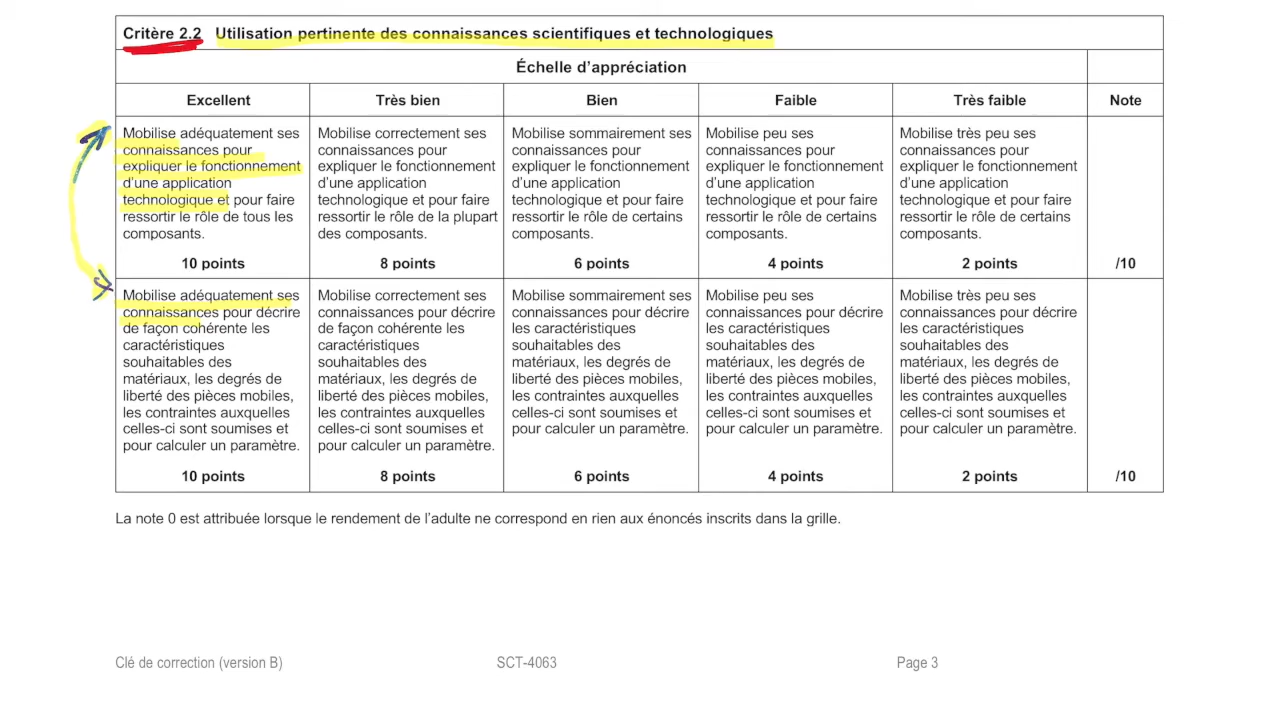 Critère 2.2 Utilisation pertinente des connaissances scientifiques et technologiques
Échelle d'appréciation
Excellent
Très bien
Bien
Faible
Très faible
Note
Mobilise adéquatement ses
connaissances pour
expliquer le fonctionnement
d'une application
technologique et pour faire
ressortir le rôle de tous les
composants.
10 points
Mobilise correctement ses
connaissances pour
expliquer le fonctionnement
d'une application
technologique et pour faire
ressortir le rôle de la plupart
des composants.
8 points
Mobilise sommairement ses
connaissances pour
expliquer le fonctionnement
d'une application
technologique et pour faire
ressortir le rôle de certains
composants.
6 points
Mobilise peu ses
connaissances pour
expliquer le fonctionnement
d'une application
technologique et pour faire
ressortir le rôle de certains
composants.
4 points
Mobilise très peu ses
connaissances pour
expliquer le fonctionnement
d'une application
technologique et pour faire
ressortir le rôle de certains
composants.
2 points
/10
Mobilise adéquatement ses
connaissances pour décrire
de façon cohérente les
caractéristiques
souhaitables des
matériaux, les degrés de
liberté des pièces mobiles,
les contraintes auxquelles
celles-ci sont soumises et
pour calculer un paramètre.
10 points
Mobilise correctement ses
connaissances pour décrire
de façon cohérente les
caractéristiques
souhaitables des
matériaux, les degrés de
liberté des pièces mobiles,
les contraintes auxquelles
celles-ci sont soumises et
pour calculer un paramètre.
8 points
Mobilise sommairement ses
connaissances pour décrire
les caractéristiques
souhaitables des
matériaux, les degrés de
liberté des pièces mobiles,
les contraintes auxquelles
celles-ci sont soumises et
pour calculer un paramètre.
6 points
Mobilise peu ses
connaissances pour décrire
les caractéristiques
souhaitables des
matériaux, les degrés de
liberté des pièces mobiles,
les contraintes auxquelles
celles-ci sont soumises et
pour calculer un paramètre.
4 points
Mobilise très peu ses
connaissances pour décrire
les caractéristiques
souhaitables des
matériaux, les degrés de
liberté des pièces mobiles,
les contraintes auxquelles
celles-ci sont soumises et
pour calculer un paramètre.
2 points
/10
La note 0 est attribuée lorsque le rendement de l'adulte ne correspond en rien aux énoncés inscrits dans la grille.
Clé de correction (version B)
SCT-4063
Page 3